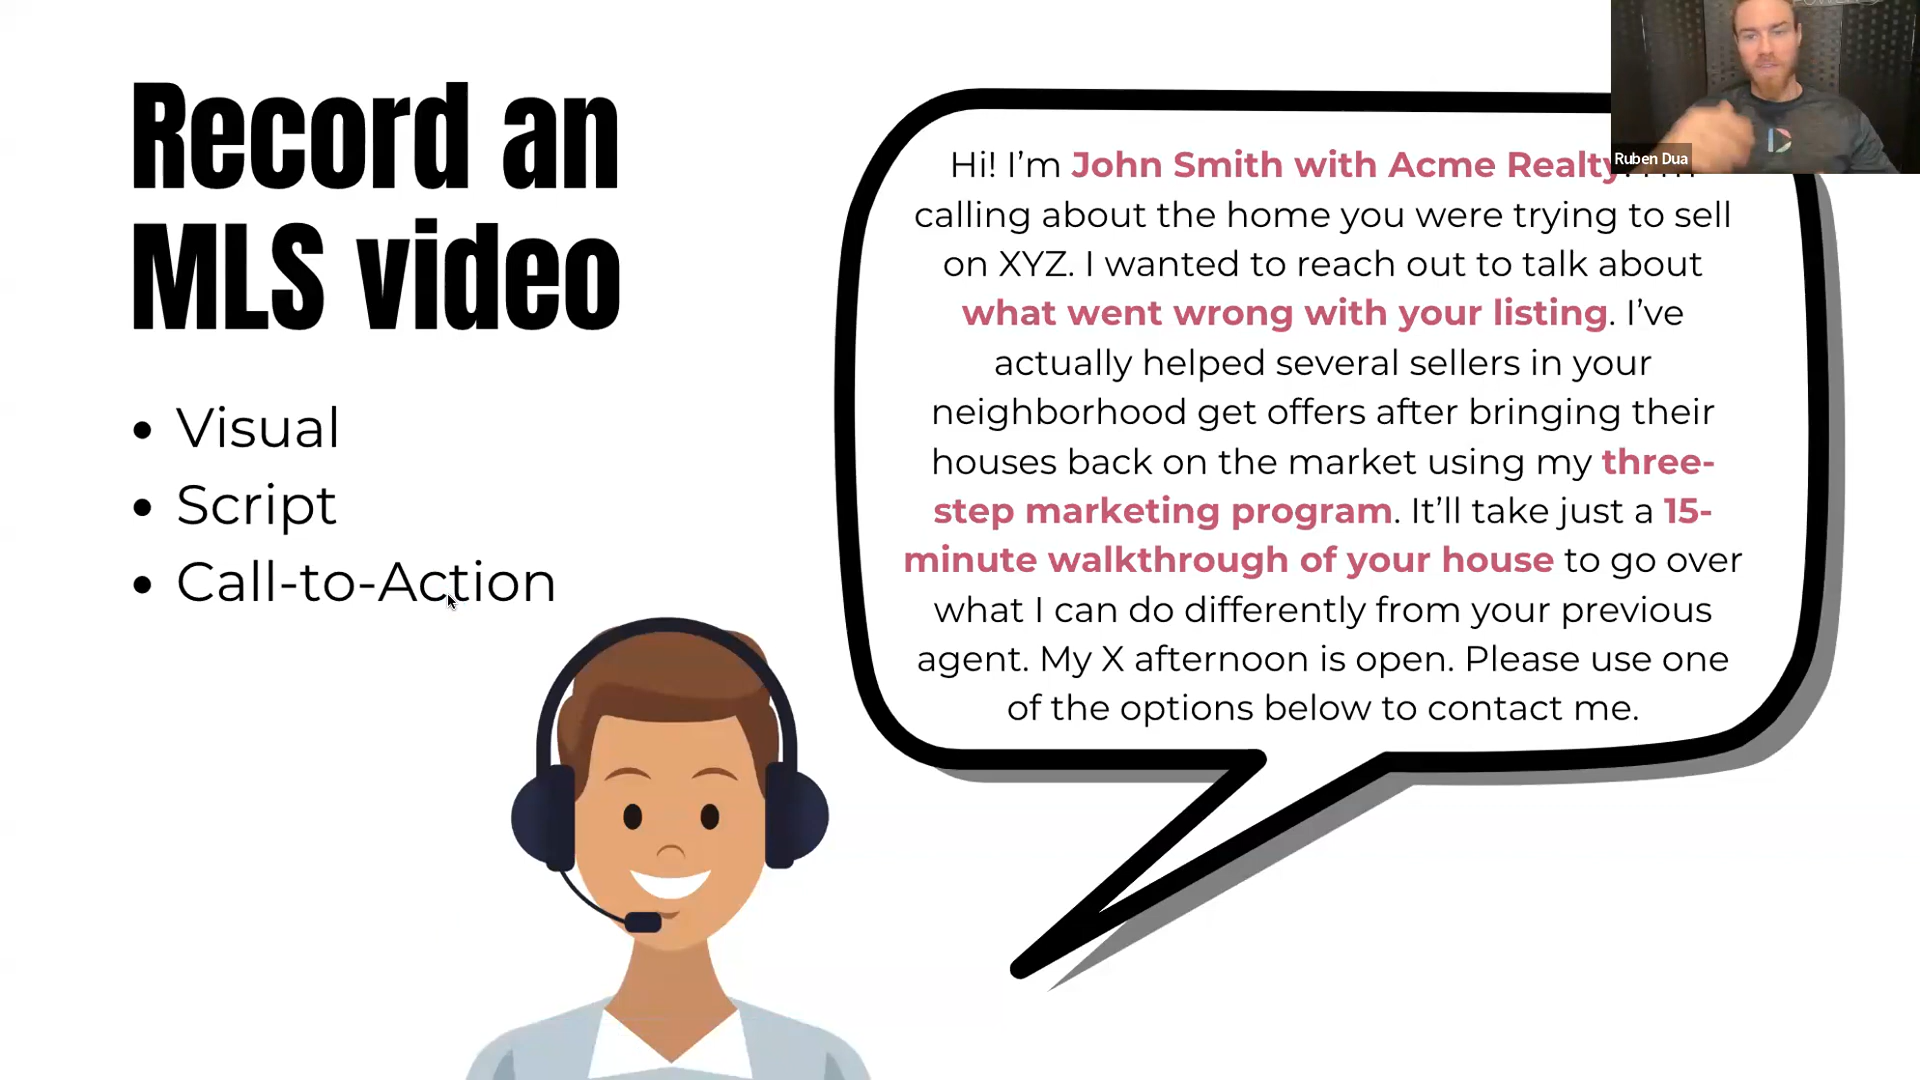 Record an
MLS video
• Visual
• Script
• Call-to-Action
Hi! I’m John Smith with Acme Realty. I’m
calling about the home you were trying to sell
on XYZ. I wanted to reach out to talk about
what went wrong with your listing. I’ve
actually helped several sellers in your
neighborhood get offers after bringing their
houses back on the market using my three-
step marketing program. It’ll take just a 15-
minute walkthrough of your house to go over
what I can do differently from your previous
agent. My X afternoon is open. Please use one
of the options below to contact me.
Ruben Dua